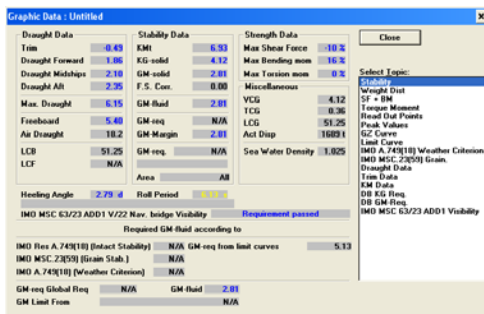 Graphic Data : Untitled
Draught Data
Trim -0.49
Draught Forward 1.86
Draught Midships 2.10
Draught Aft 2.35
Max. Draught 6.15
Freeboard 5.40
Air Draught 18.2
LCB 51.25
LCF N/A
Stability Data
KMt 6.93
KG-solid 4.12
GM-solid 2.81
F.S. Corr. 0.00
GM-fluid 2.81
GM-req N/A
GM-Margin 2.81
GM-req. N/A
Area All
Strength Data
Max Shear Force -10 %
Max Bending mom 16 %
Max Torsion mom 0 %
Miscellaneous
VCG 4.12
TCG 0.36
LCG 51.25
Act Disp 1689 t
Sea Water Density 1.025
Close
Select Topic:
Stability
Weight Dist
SF + BM
Torque Moment
Read Out Points
Peak Values
GZ Curve
Limit Curve
IMO A.749(18) Weather Criterion
IMO MSC.23(59) Grain.
Draught Data
Trim Data
KM Data
DB KG Req.
DB GM-Req.
IMO MSC 63/23 ADD1 Visibility
Heeling Angle 2.79 d Roll Period
IMO MSC 63/23 ADD1 V/22 Nav. bridge Visibility Requirement passed
Required GM-fluid according to
IMO Res A.749(18) (Intact Stability) N/A GM-req from limit curves 5.13
IMO MSC.23(59) (Grain Stab.) N/A
IMO A.749(18) (Weather Criterion) N/A
GM-req Global Req N/A GM-fluid 2.81
GM Limit From N/A